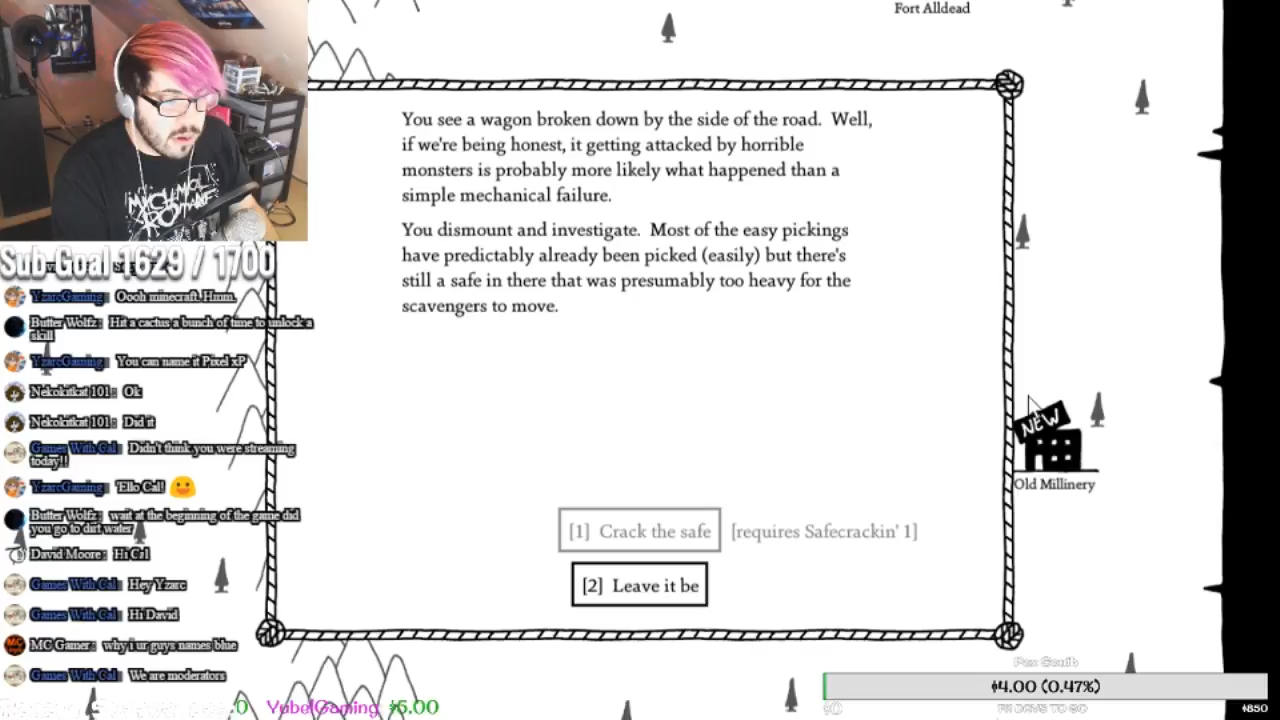 Fort Alldead
You see a wagon broken down by the side of the road.  Well,
if we're being honest, it getting attacked by horrible
monsters is probably more likely what happened than a
simple mechanical failure.
You dismount and investigate.  Most of the easy pickings
have predictably already been picked (easily) but there's
still a safe in there that was presumably too heavy for the
scavengers to move.
[1] Crack the safe [requires Safecrackin' 1]
[2] Leave it be
NEW
Old Millinery
Sub Goal 1629 / 1700
YzarcGaming: Oooh minecraft. Hmm.
Butter Wolfz: Hit a cactus a bunch of time to unlock a
skill
YzarcGaming: You can name it Pixel xP
Nekokitkat 101: Ok
Nekokitkat 101: Did it
Games With Cal: Didn't think you were streaming
today!!
YzarcGaming: 'Ello Cal! 😃
Butter Wolfz: wait at the beginning of the game did
you go to dirt water
David Moore: Hi Cal
Games With Cal: Hey Yzarc
Games With Cal: Hi David
MC Gamer: why i ur guys names blue
Games With Cal: We are moderators
0 YubelGaming $5.00
$4.00 (0.47%)
$0
$850